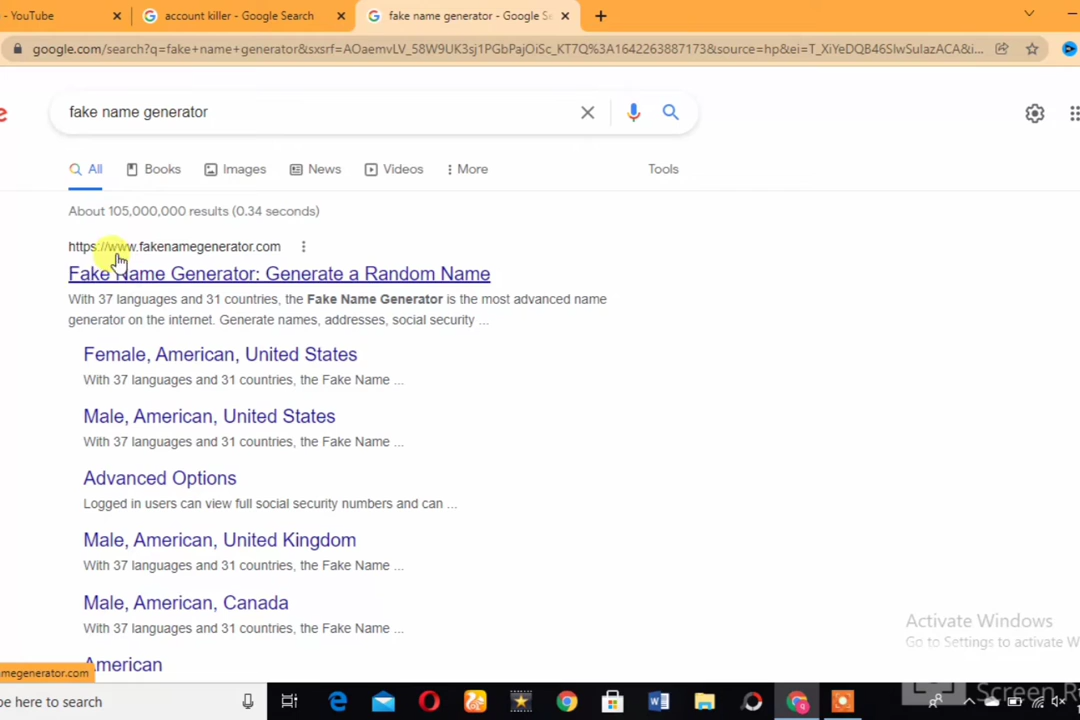 - YouTube
account killer - Google Search
fake name generator - Google Se
google.com/search?q=fake+name+generator&sxsrf=AOaemvLV_58W9UK3sj1PGbPajOiSc_KT7Q%3A1642263887173&source=hp&ei=T_XiYeDQB46SlwSulazACA&i...
fake name generator
All
Books
Images
News
Videos
More
Tools
About 105,000,000 results (0.34 seconds)
https://www.fakenamegenerator.com
Fake Name Generator: Generate a Random Name
With 37 languages and 31 countries, the Fake Name Generator is the most advanced name
generator on the internet. Generate names, addresses, social security ...
Female, American, United States
With 37 languages and 31 countries, the Fake Name ...
Male, American, United States
With 37 languages and 31 countries, the Fake Name ...
Advanced Options
Logged in users can view full social security numbers and can ...
Male, American, United Kingdom
With 37 languages and 31 countries, the Fake Name ...
Male, American, Canada
With 37 languages and 31 countries, the Fake Name ...
American
Activate Windows
Go to Settings to activate W
megenerator.com
pe here to search
Screen R